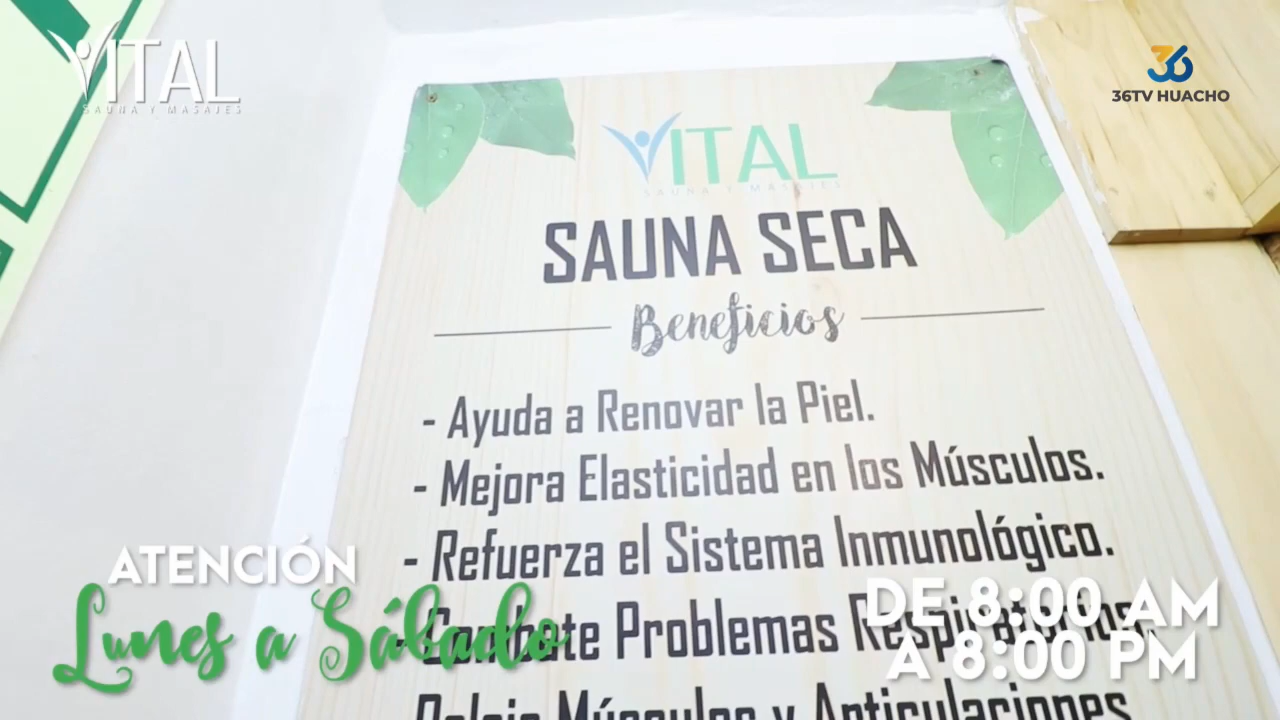 VITAL
SAUNA Y MASAJES
36
36TV HUACHO
VITAL
SAUNA Y MASAJES
SAUNA SECA
Beneficios
- Ayuda a Renovar la Piel.
- Mejora Elasticidad en los Músculos.
- Refuerza el Sistema Inmunológico.
- Combate Problemas Respiratorios.
Relaja Músculos y Articulaciones
ATENCIÓN
Lunes a Sábado
DE 8:00 AM
A 8:00 PM